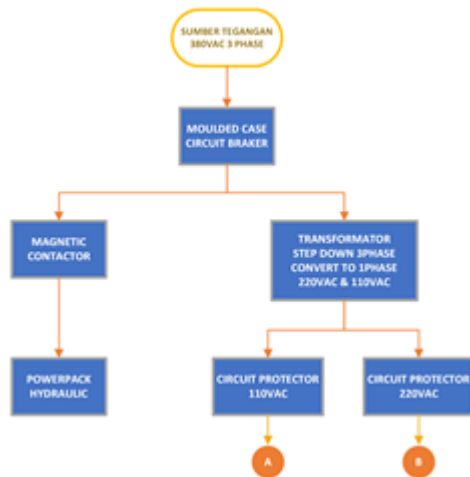 SUMBER TEGANGAN
380VAC 3 PHASE
MOULDED CASE
CIRCUIT BRAKER
MAGNETIC
CONTACTOR
TRANSFORMATOR
STEP DOWN 3PHASE
CONVERT TO 1PHASE
220VAC & 110VAC
POWERPACK
HYDRAULIC
CIRCUIT PROTECTOR
110VAC
CIRCUIT PROTECTOR
220VAC
A
B